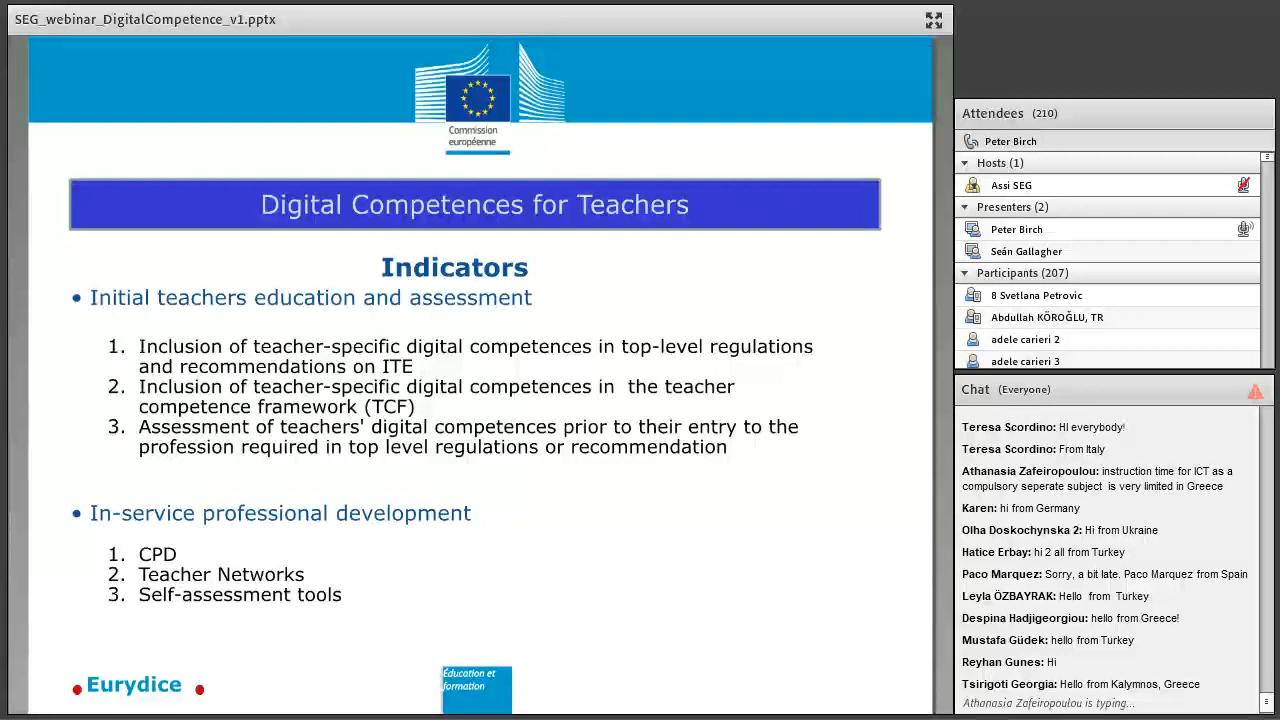 SEG_webinar_DigitalCompetence_v1.pptx
Commission
européenne
Digital Competences for Teachers
Indicators
• Initial teachers education and assessment
1. Inclusion of teacher-specific digital competences in top-level regulations
and recommendations on ITE
2. Inclusion of teacher-specific digital competences in the teacher
competence framework (TCF)
3. Assessment of teachers' digital competences prior to their entry to the
profession required in top level regulations or recommendation
• In-service professional development
1. CPD
2. Teacher Networks
3. Self-assessment tools
Eurydice
Éducation et
formation
Attendees (210)
Peter Birch
Hosts (1)
Assi SEG
Presenters (2)
Peter Birch
Seán Gallagher
Participants (207)
8 Svetlana Petrovic
Abdullah KÖROĞLU, TR
adele carieri 2
adele carieri 3
Chat (Everyone)
Teresa Scordino: HI everybody!
Teresa Scordino: From Italy
Athanasia Zafeiropoulou: instruction time for ICT as a
compulsory seperate subject is very limited in Greece
Karen: hi from Germany
Olha Doskochynska 2: Hi from Ukraine
Hatice Erbay: hi 2 all from Turkey
Paco Marquez: Sorry, a bit late. Paco Marquez from Spain
Leyla ÖZBAYRAK: Hello from Turkey
Despina Hadjigeorgiou: hello from Greece!
Mustafa Güdek: hello from Turkey
Reyhan Gunes: Hi
Tsirigoti Georgia: Hello from Kalymnos, Greece
Athanasia Zafeiropoulou is typing...